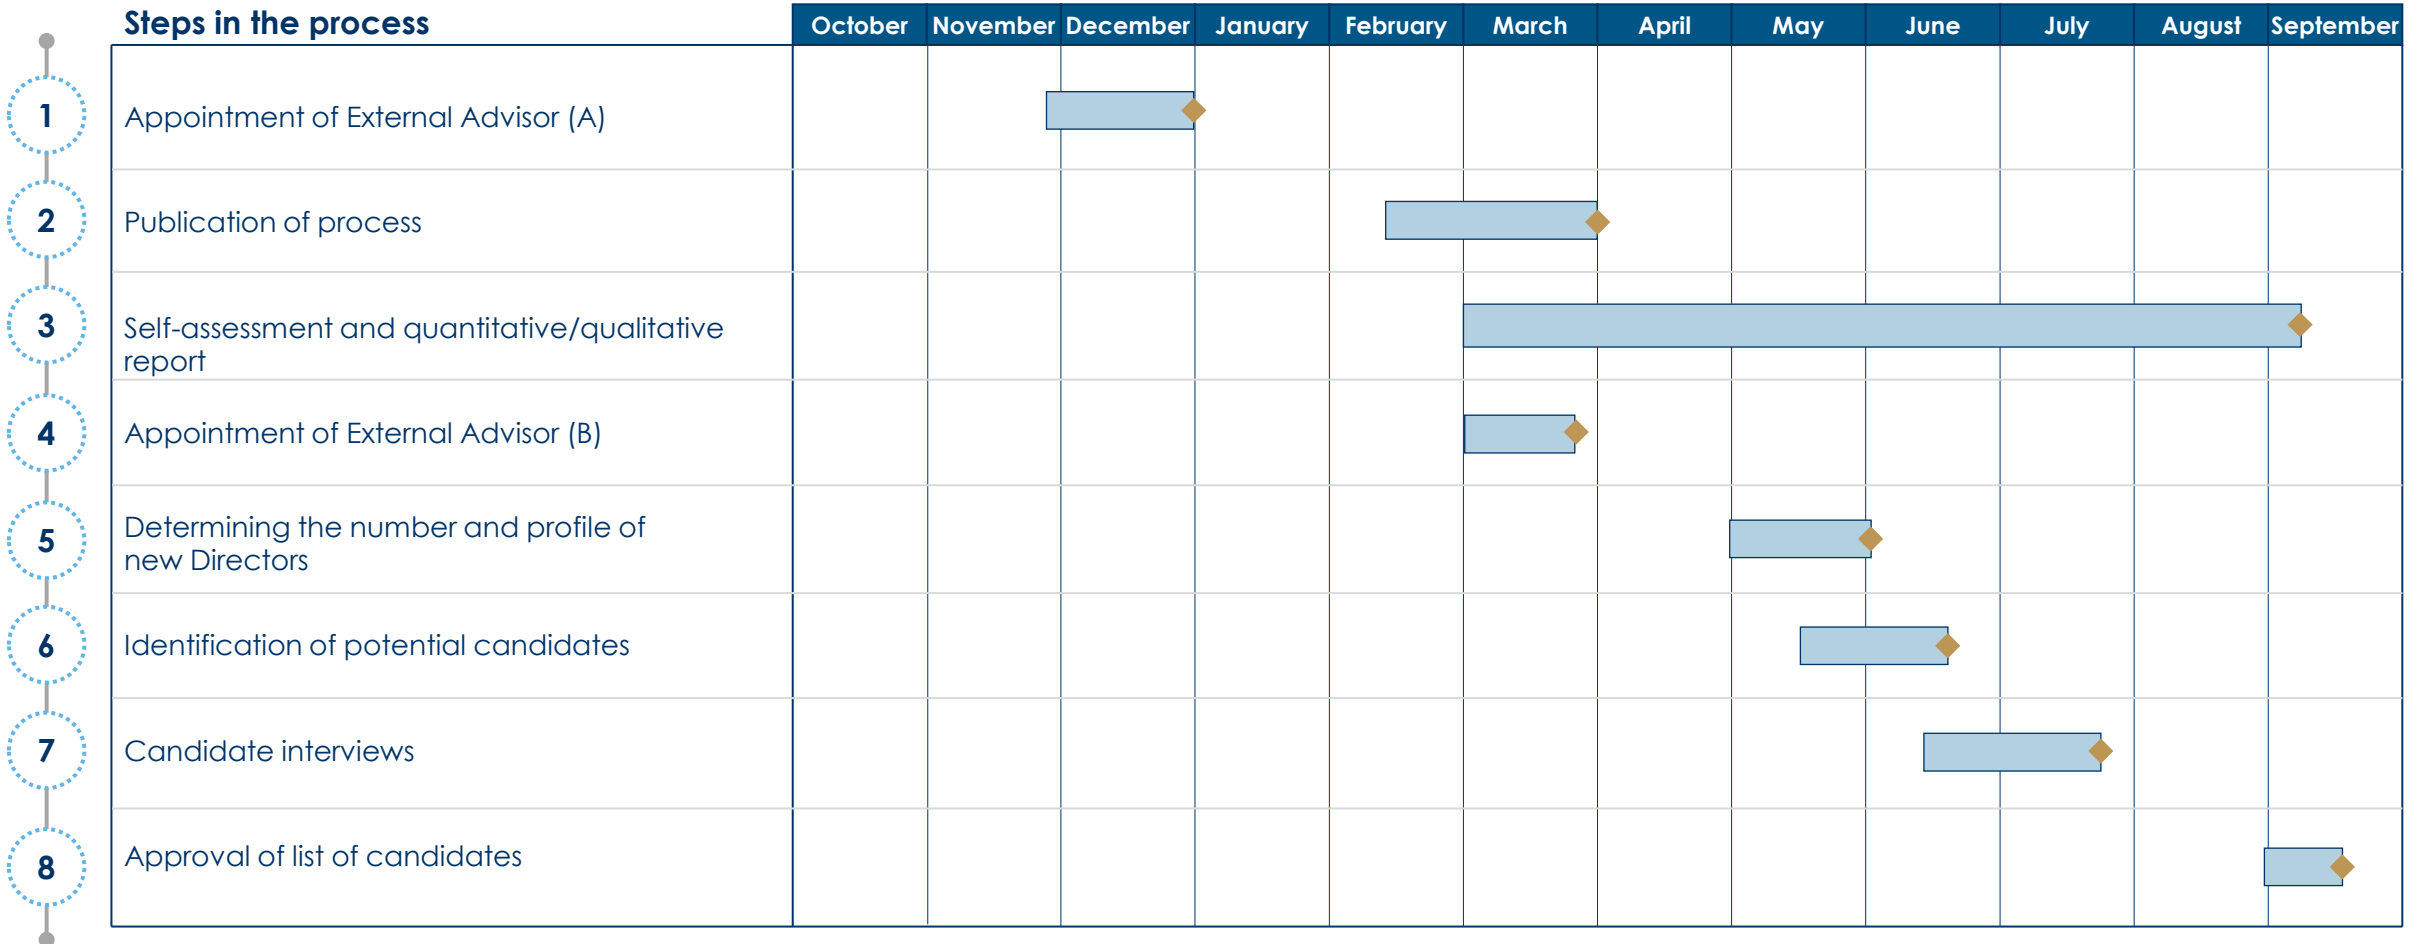 Steps in the process
October November December January February March April May June July August September
1
Appointment of External Advisor (A)
2
Publication of process
3
Self-assessment and quantitative/qualitative
report
4
Appointment of External Advisor (B)
5
Determining the number and profile of
new Directors
6
Identification of potential candidates
7
Candidate interviews
8
Approval of list of candidates